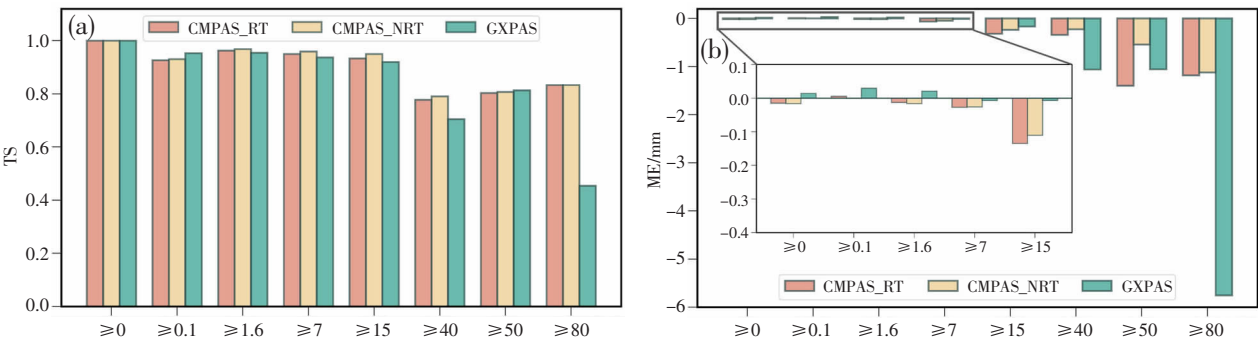 (a)
CMPAS_RT CMPAS_NRT GXPAS
TS
1.0
0.8
0.6
0.4
0.2
0.0
≥0 ≥0.1 ≥1.6 ≥7 ≥15 ≥40 ≥50 ≥80
(b)
ME/mm
0
−1
−2
−3
−4
−5
−6
0.1
0.0
−0.1
−0.2
−0.3
−0.4
≥0 ≥0.1 ≥1.6 ≥7 ≥15
CMPAS_RT CMPAS_NRT GXPAS
≥0 ≥0.1 ≥1.6 ≥7 ≥15 ≥40 ≥50 ≥80